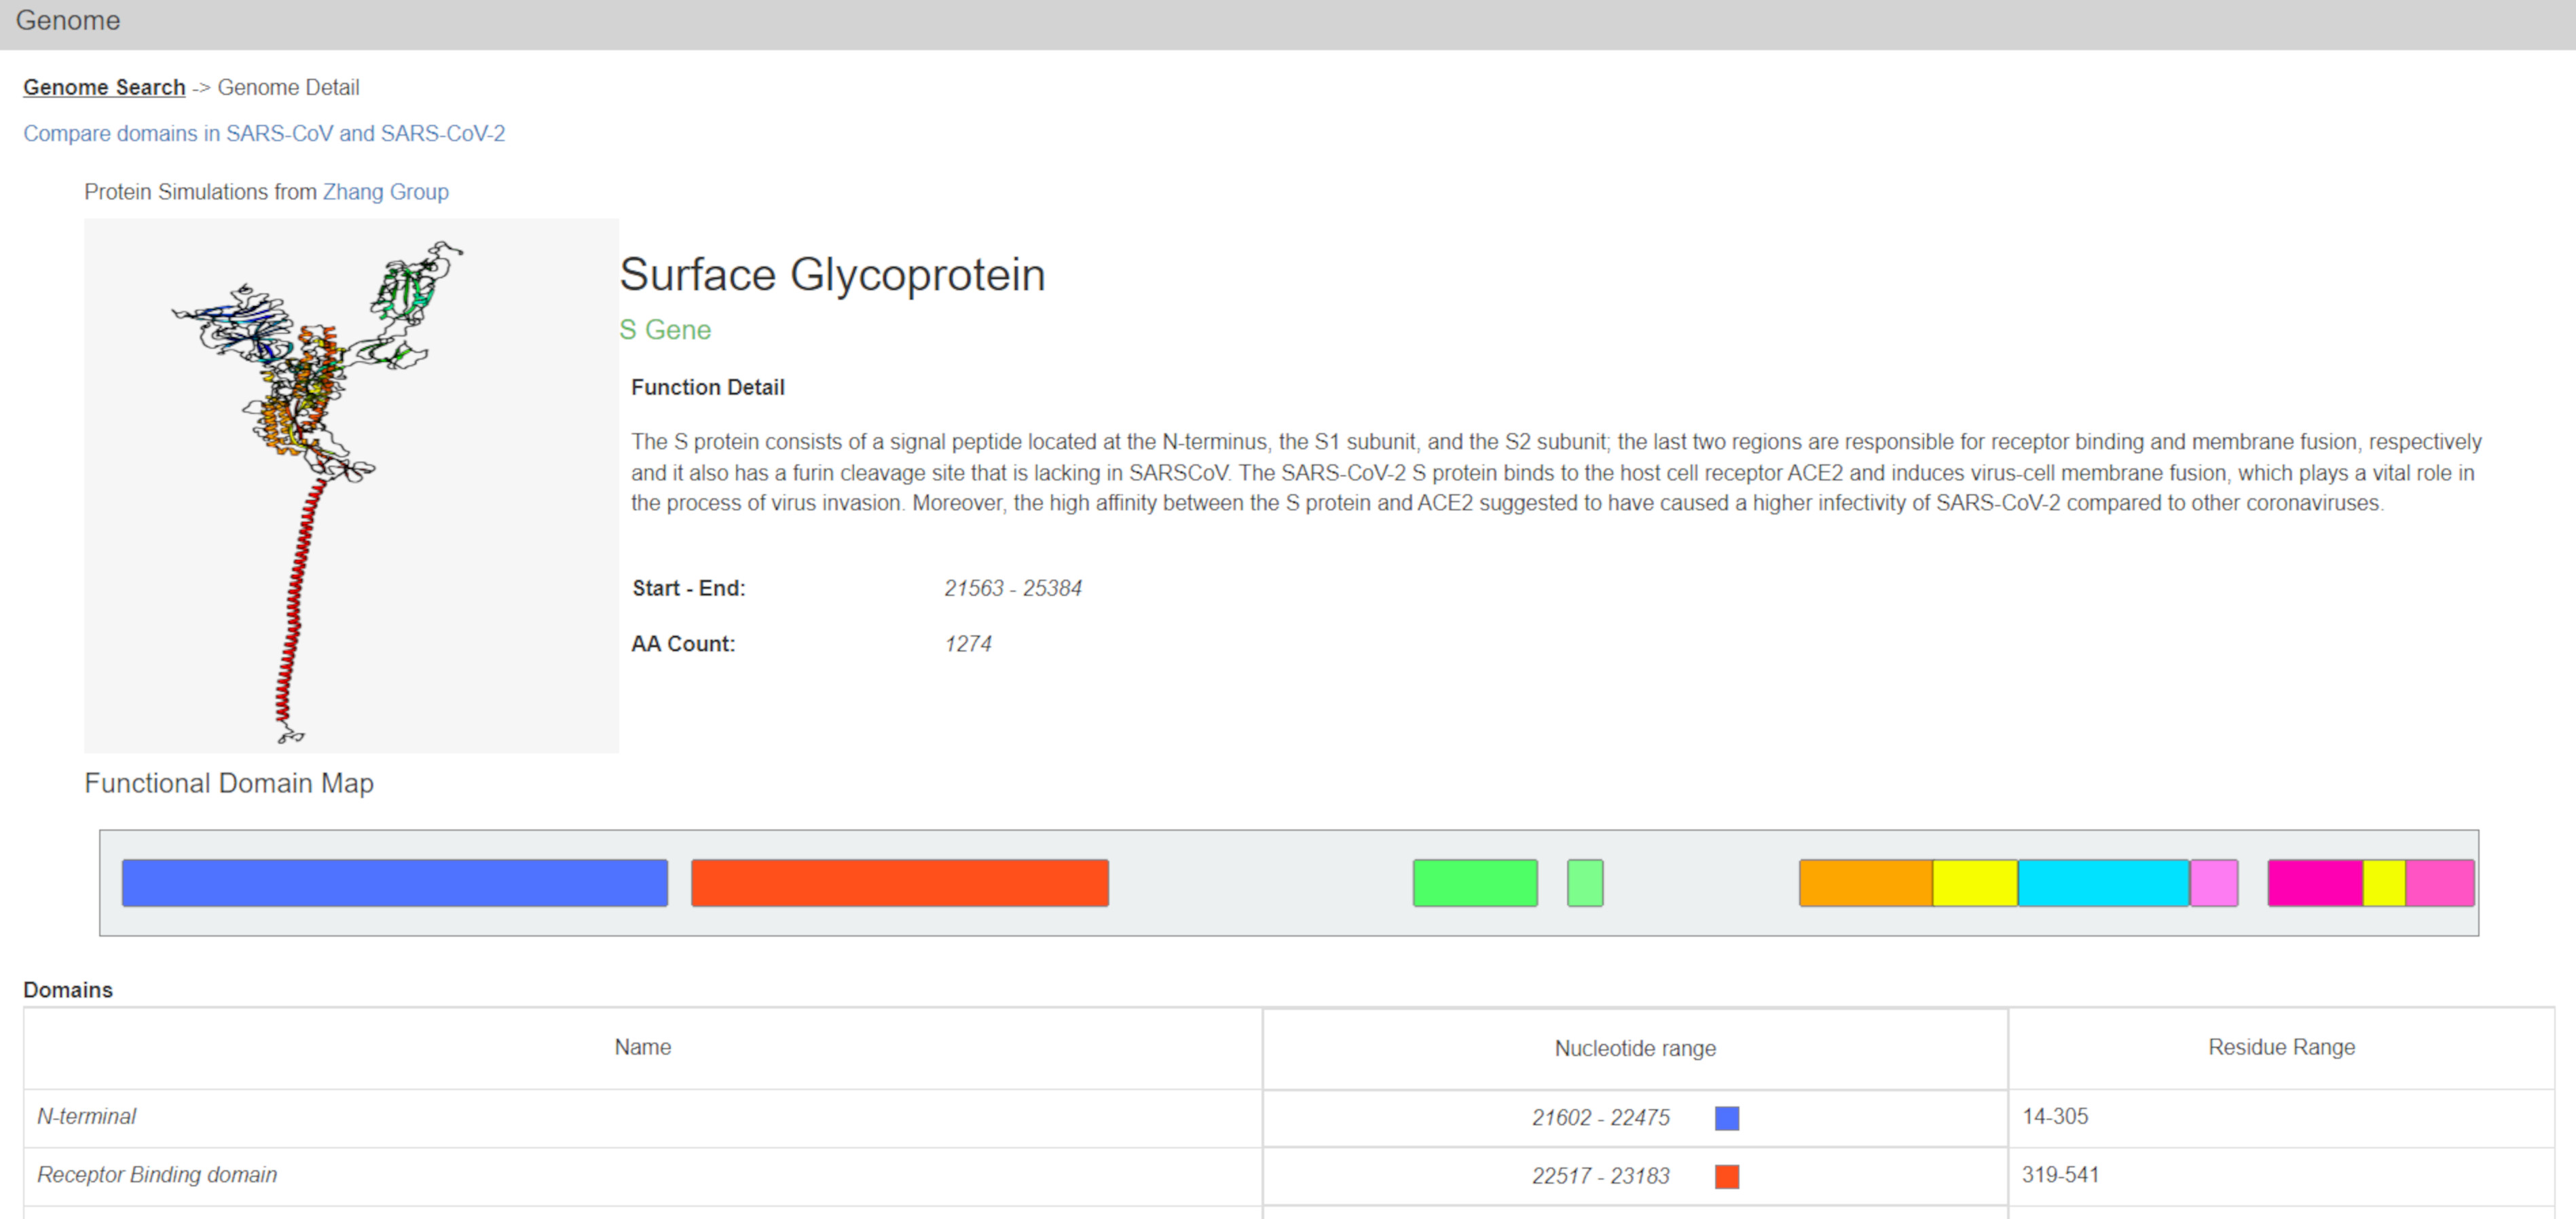 Genome
Genome Search -> Genome Detail
Compare domains in SARS-CoV and SARS-CoV-2
Protein Simulations from Zhang Group
Surface Glycoprotein
S Gene
Function Detail
The S protein consists of a signal peptide located at the N-terminus, the S1 subunit, and the S2 subunit; the last two regions are responsible for receptor binding and membrane fusion, respectively
and it also has a furin cleavage site that is lacking in SARSCoV. The SARS-CoV-2 S protein binds to the host cell receptor ACE2 and induces virus-cell membrane fusion, which plays a vital role in
the process of virus invasion. Moreover, the high affinity between the S protein and ACE2 suggested to have caused a higher infectivity of SARS-CoV-2 compared to other coronaviruses.
Start - End: 21563 - 25384
AA Count: 1274
Functional Domain Map
Domains
Name Nucleotide range Residue Range
N-terminal 21602 - 22475 14-305
Receptor Binding domain 22517 - 23183 319-541